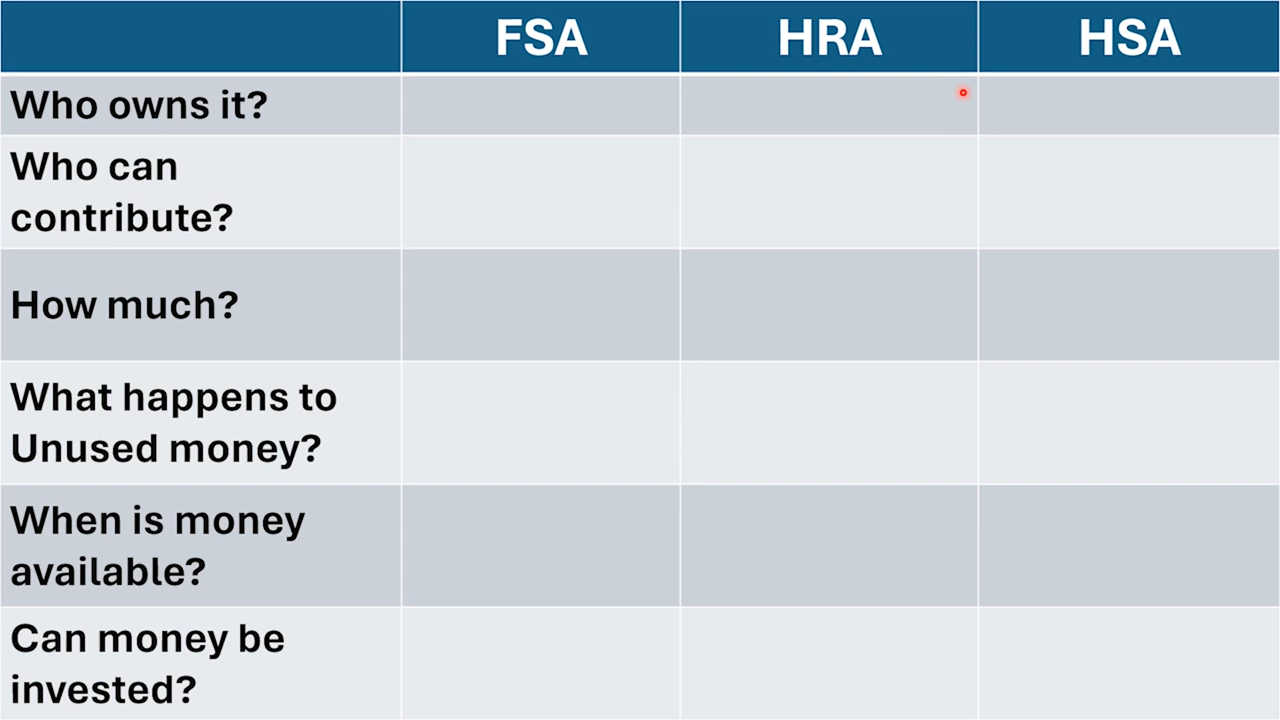 FSA HRA HSA
Who owns it?
Who can
contribute?
How much?
What happens to
Unused money?
When is money
available?
Can money be
invested?